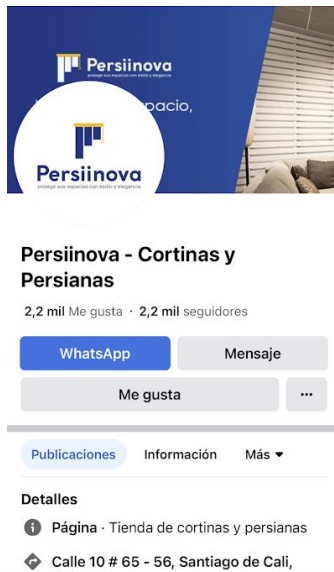 Persiinova
protege sus espacios con estilo y elegancia
pacio,
Persiinova
protege sus espacios con estilo y elegancia
Persiinova - Cortinas y
Persianas
2,2 mil Me gusta · 2,2 mil seguidores
WhatsApp Mensaje
Me gusta ...
Publicaciones Información Más
Detalles
Página · Tienda de cortinas y persianas
Calle 10 # 65 - 56, Santiago de Cali,